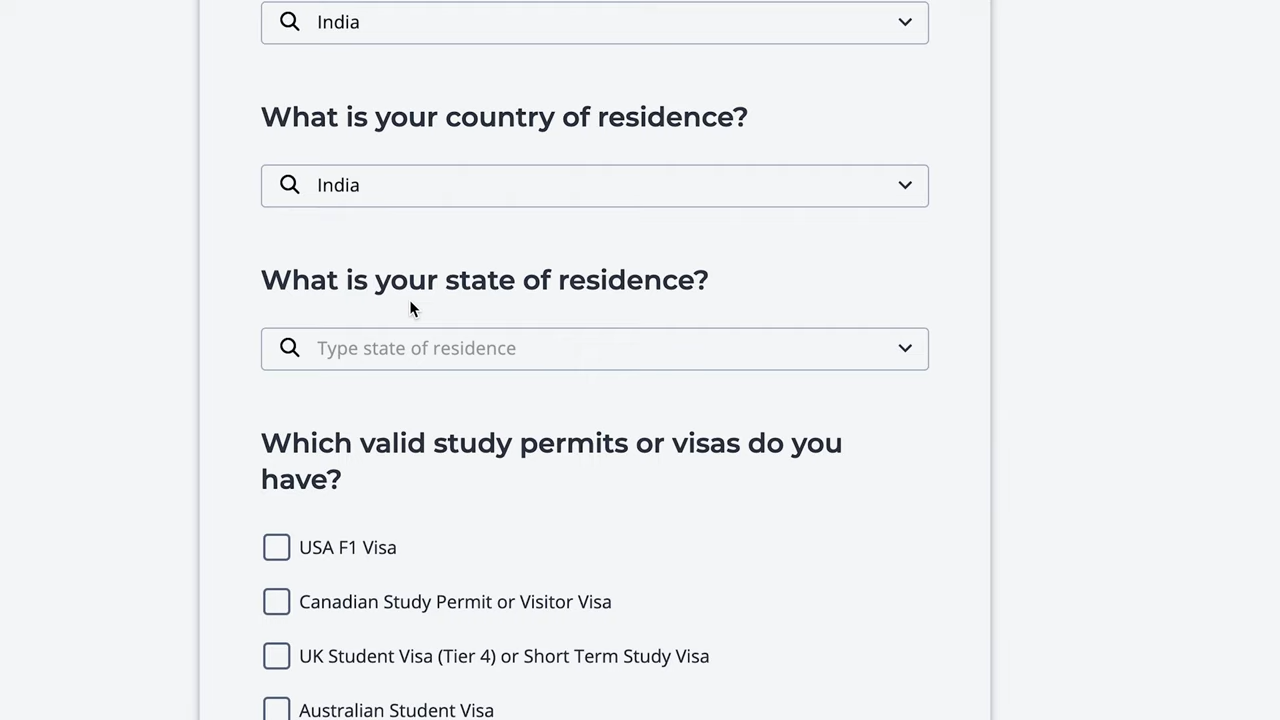 India
What is your country of residence?
India
What is your state of residence?
Type state of residence
Which valid study permits or visas do you
have?
USA F1 Visa
Canadian Study Permit or Visitor Visa
UK Student Visa (Tier 4) or Short Term Study Visa
Australian Student Visa